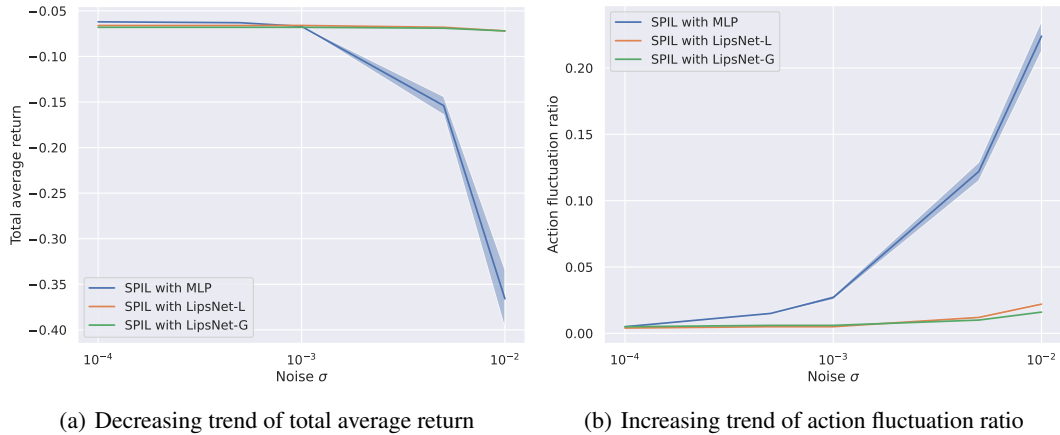 −0.05
−0.10
−0.15
−0.20
−0.25
−0.30
−0.35
−0.40
Total average return
SPIL with MLP
SPIL with LipsNet-L
SPIL with LipsNet-G
10⁻⁴
10⁻³
10⁻²
Noise σ
(a) Decreasing trend of total average return
SPIL with MLP
SPIL with LipsNet-L
SPIL with LipsNet-G
0.20
0.15
0.10
0.05
0.00
Action fluctuation ratio
10⁻⁴
10⁻³
10⁻²
Noise σ
(b) Increasing trend of action fluctuation ratio